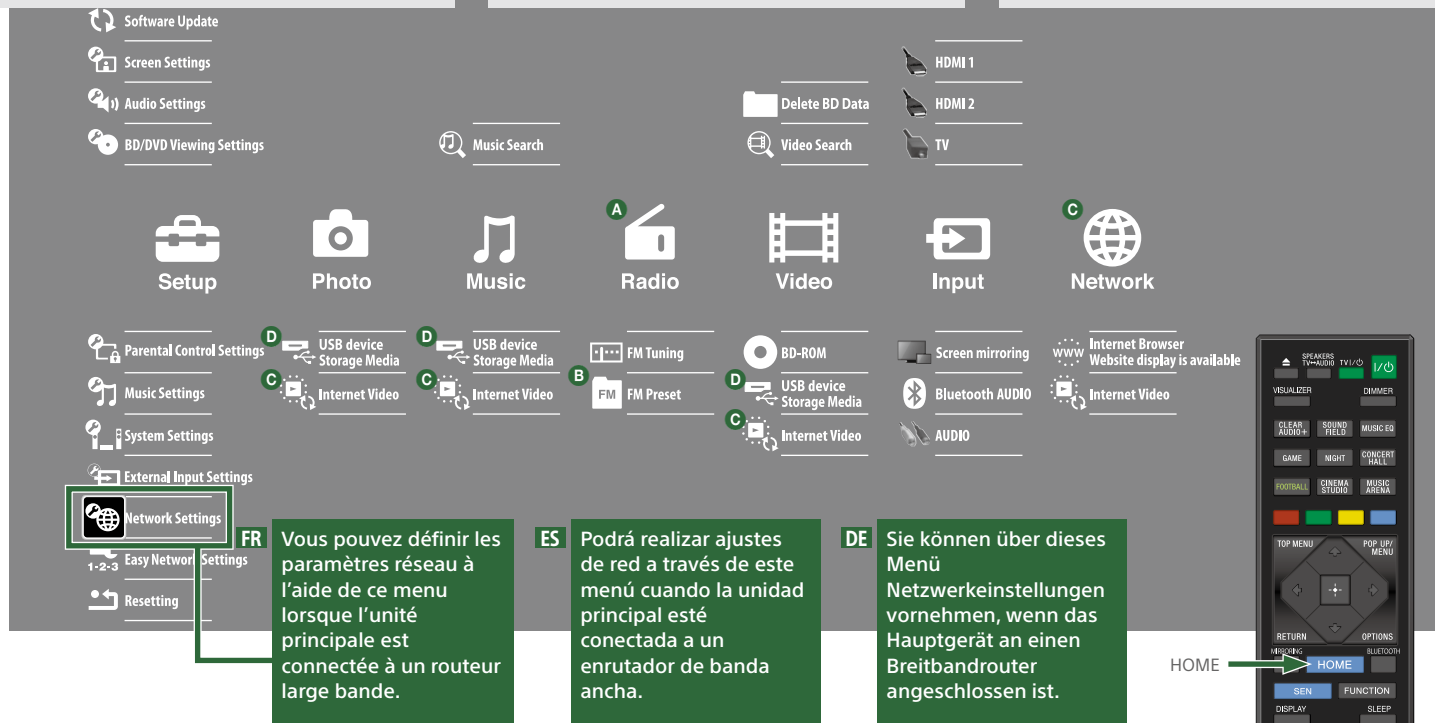 Software Update
Screen Settings
HDMI 1
Audio Settings
Delete BD Data
HDMI 2
BD/DVD Viewing Settings
Music Search
Video Search
TV
A
C
Setup
Photo
Music
Radio
Video
Input
Network
Parental Control Settings
Music Settings
System Settings
External Input Settings
Network Settings
1-2-3 Easy Network Settings
Resetting
D
USB device
Storage Media
C
Internet Video
D
USB device
Storage Media
C
Internet Video
FM Tuning
B
FM
FM Preset
BD-ROM
D
USB device
Storage Media
C
Internet Video
Screen mirroring
Bluetooth AUDIO
AUDIO
www
Internet Browser
Website display is available
Internet Video
FR
Vous pouvez définir les
paramètres réseau à
l’aide de ce menu
lorsque l’unité
principale est
connectée à un routeur
large bande.
ES
Podrá realizar ajustes
de red a través de este
menú cuando la unidad
principal esté
conectada a un
enrutador de banda
ancha.
DE
Sie können über dieses
Menü
Netzwerkeinstellungen
vornehmen, wenn das
Hauptgerät an einen
Breitbandrouter
angeschlossen ist.
HOME
SPEAKERS
TV↔AUDIO
TV I/⏻
I/⏻
VISUALIZER
DIMMER
CLEAR
AUDIO+
SOUND
FIELD
MUSIC EQ
GAME
NIGHT
CONCERT
HALL
FOOTBALL
CINEMA
STUDIO
MUSIC
ARENA
TOP MENU
POP UP/
MENU
RETURN
OPTIONS
MIRRORING
HOME
BLUETOOTH
SEN
FUNCTION
DISPLAY
SLEEP